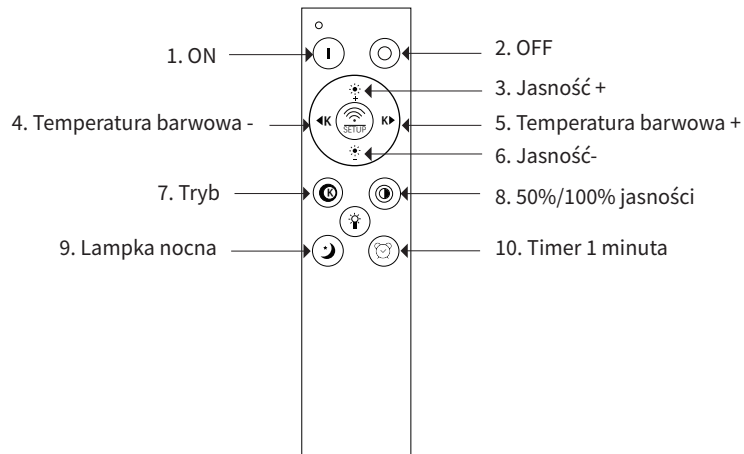 1. ON
2. OFF
3. Jasność +
4. Temperatura barwowa -
K
SETUP
K
5. Temperatura barwowa +
6. Jasność-
7. Tryb
K
8. 50%/100% jasności
9. Lampka nocna
10. Timer 1 minuta